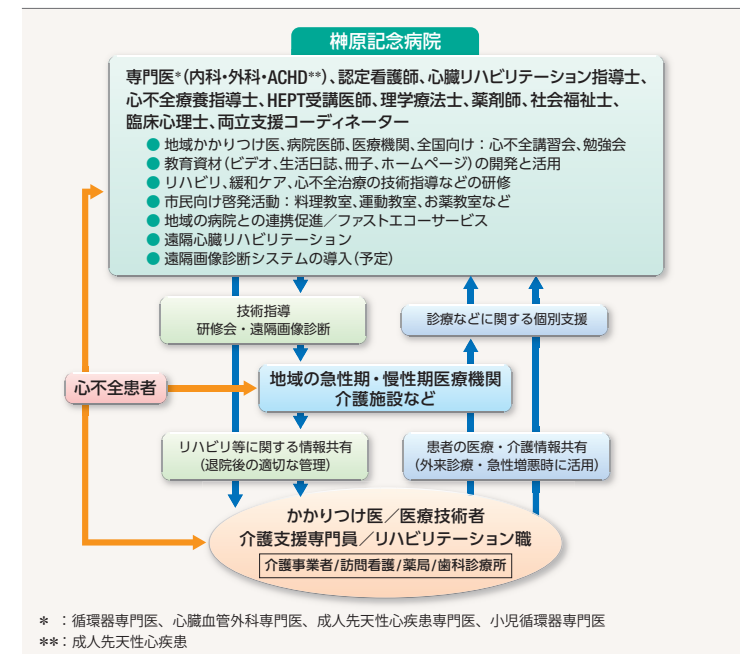 榊原記念病院
専門医*(内科・外科・ACHD**)、認定看護師、心臓リハビリテーション指導士、
心不全療養指導士、HEPT受講医師、理学療法士、薬剤師、社会福祉士、
臨床心理士、両立支援コーディネーター
● 地域かかりつけ医、病院医師、医療機関、全国向け：心不全講習会、勉強会
● 教育資材(ビデオ、生活日誌、冊子、ホームページ)の開発と活用
● リハビリ、緩和ケア、心不全治療の技術指導などの研修
● 市民向け啓発活動：料理教室、運動教室、お薬教室など
● 地域の病院との連携促進／ファストエコーサービス
● 遠隔心臓リハビリテーション
● 遠隔画像診断システムの導入(予定)
技術指導
研修会・遠隔画像診断
診療などに関する個別支援
心不全患者
地域の急性期・慢性期医療機関
介護施設など
リハビリ等に関する情報共有
(退院後の適切な管理)
患者の医療・介護情報共有
(外来診療・急性増悪時に活用)
かかりつけ医／医療技術者
介護支援専門員／リハビリテーション職
介護事業者/訪問看護/薬局/歯科診療所
* ：循環器専門医、心臓血管外科専門医、成人先天性心疾患専門医、小児循環器専門医
**：成人先天性心疾患